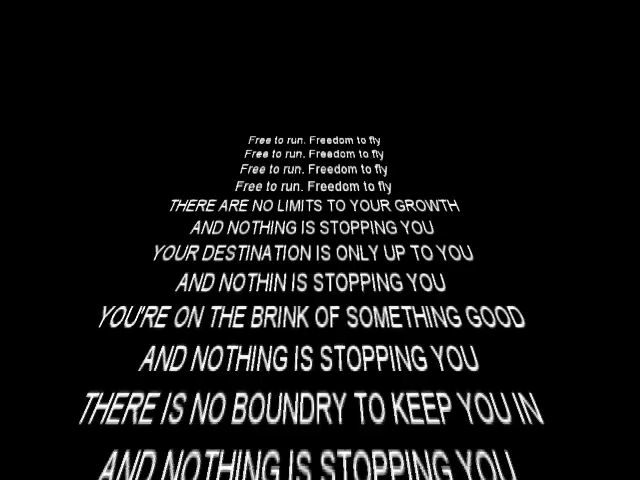 Free to run. Freedom to fly
Free to run. Freedom to fly
Free to run. Freedom to fly
Free to run. Freedom to fly
THERE ARE NO LIMITS TO YOUR GROWTH
AND NOTHING IS STOPPING YOU
YOUR DESTINATION IS ONLY UP TO YOU
AND NOTHIN IS STOPPING YOU
YOU'RE ON THE BRINK OF SOMETHING GOOD
AND NOTHING IS STOPPING YOU
THERE IS NO BOUNDRY TO KEEP YOU IN
AND NOTHING IS STOPPING YOU